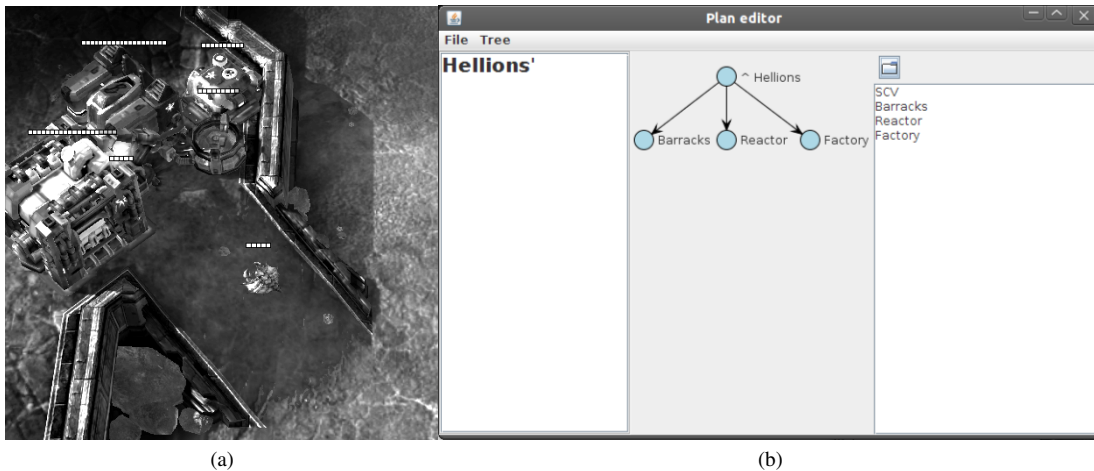 Plan editor
File Tree
Hellions'
^ Hellions
Barracks Reactor Factory
SCV
Barracks
Reactor
Factory
(a) (b)